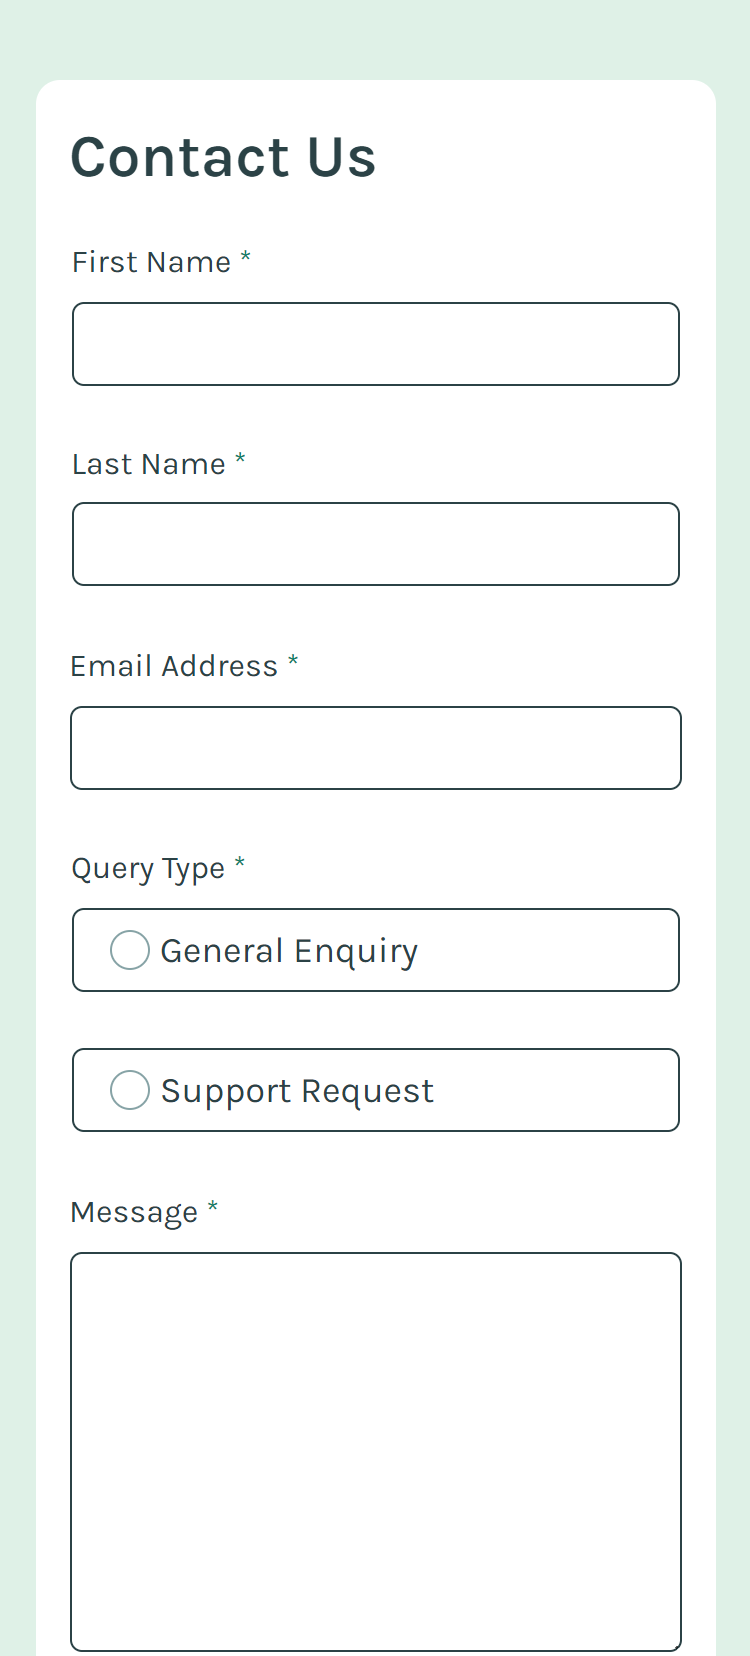 Contact Us
First Name *
Last Name *
Email Address *
Query Type *
General Enquiry
Support Request
Message *